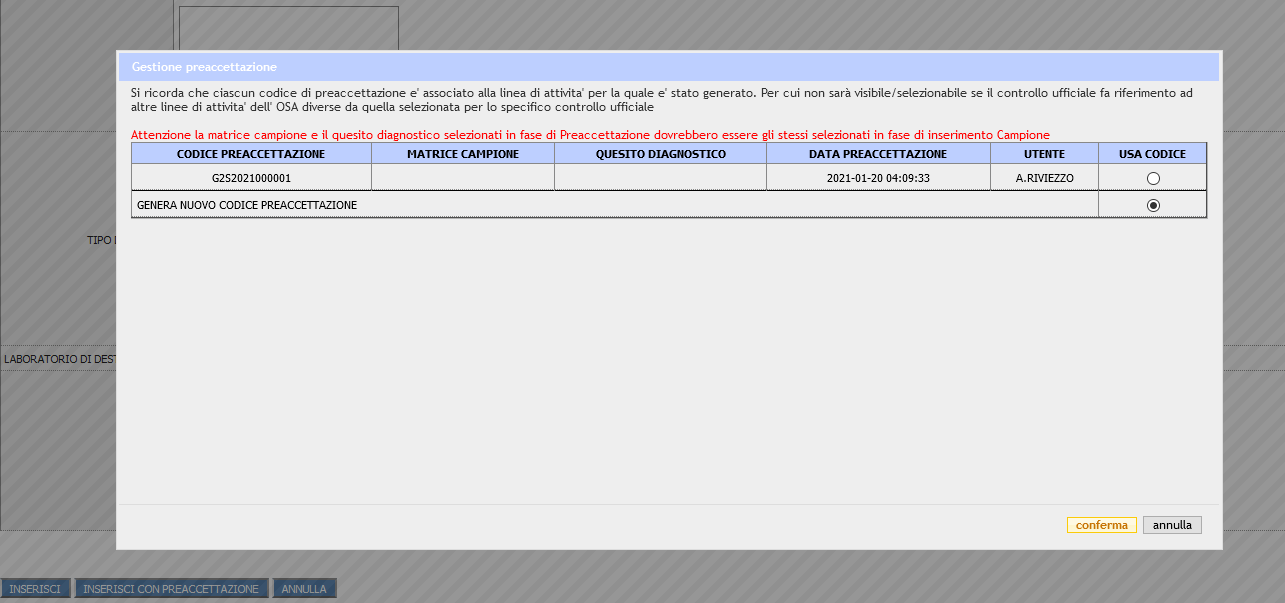 Gestione preaccettazione
Si ricorda che ciascun codice di preaccettazione e' associato alla linea di attivita' per la quale e' stato generato. Per cui non sarà visibile/selezionabile se il controllo ufficiale fa riferimento ad
altre linee di attivita' dell' OSA diverse da quella selezionata per lo specifico controllo ufficiale
Attenzione la matrice campione e il quesito diagnostico selezionati in fase di Preaccettazione dovrebbero essere gli stessi selezionati in fase di inserimento Campione
CODICE PREACCETTAZIONE MATRICE CAMPIONE QUESITO DIAGNOSTICO DATA PREACCETTAZIONE UTENTE USA CODICE
G2S2021000001 2021-01-20 04:09:33 A.RIVIEZZO
GENERA NUOVO CODICE PREACCETTAZIONE
TIPO
LABORATORIO DI DEST
conferma annulla
INSERISCI INSERISCI CON PREACCETTAZIONE ANNULLA